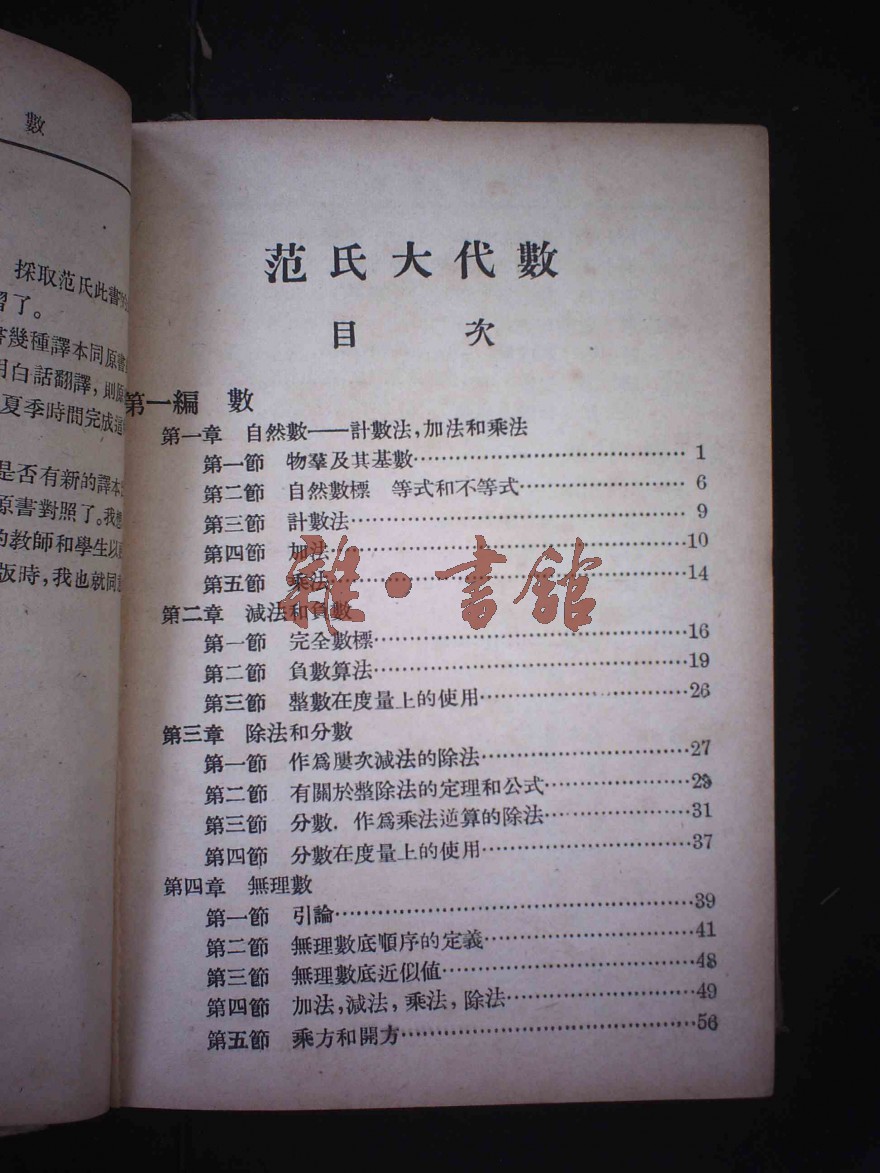 數
採取范氏此書
習了。
書幾種譯本同原書
用白話翻譯，則原
夏季時間完成這
是否有新的譯本
原書對照了。我想
的教師和學生以
版時，我也就同意
范氏大代數
目 次
第一編 數
第一章 自然數——計數法，加法和乘法
第一節 物羣及其基數……1
第二節 自然數標 等式和不等式……6
第三節 計數法……9
第四節 加法……10
第五節 乘法……14
第二章 減法和負數
第一節 完全數標……16
第二節 負數算法……19
第三節 整數在度量上的使用……26
第三章 除法和分數
第一節 作爲屢次減法的除法……27
第二節 有關於整除法的定理和公式……29
第三節 分數．作爲乘法逆算的除法……31
第四節 分數在度量上的使用……37
第四章 無理數
第一節 引論……39
第二節 無理數底順序的定義……41
第三節 無理數底近似值……48
第四節 加法，減法，乘法，除法……49
第五節 乘方和開方……56
雜·書館